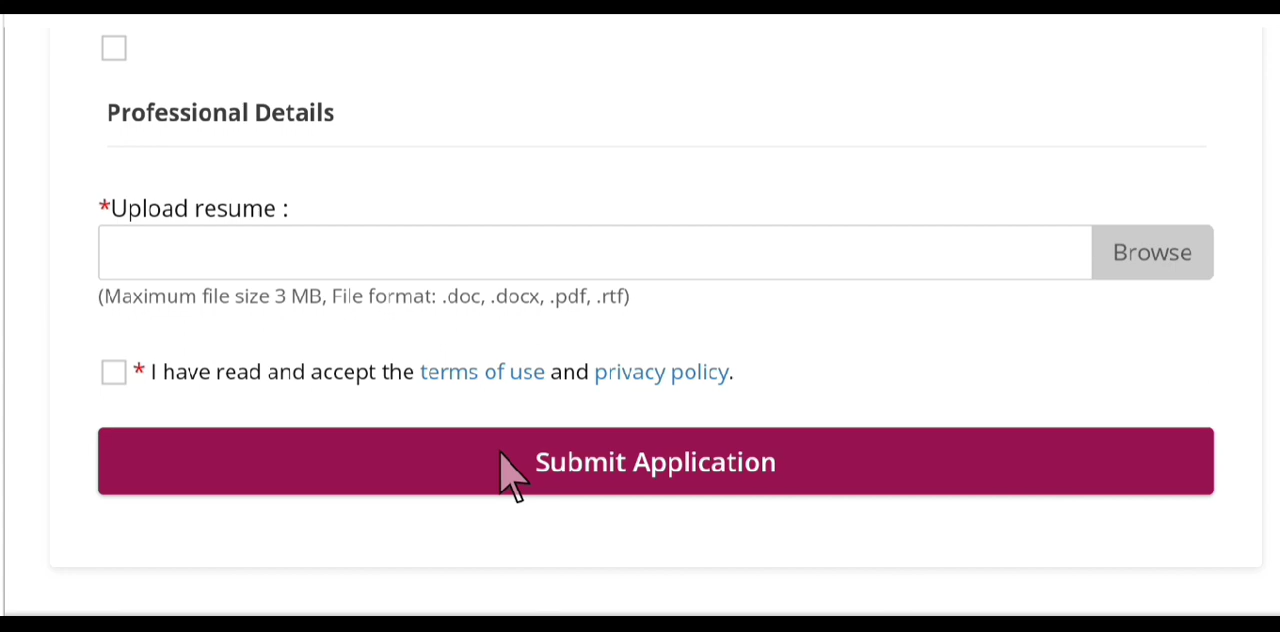 Professional Details
*Upload resume :
Browse
(Maximum file size 3 MB, File format: .doc, .docx, .pdf, .rtf)
* I have read and accept the terms of use and privacy policy.
Submit Application